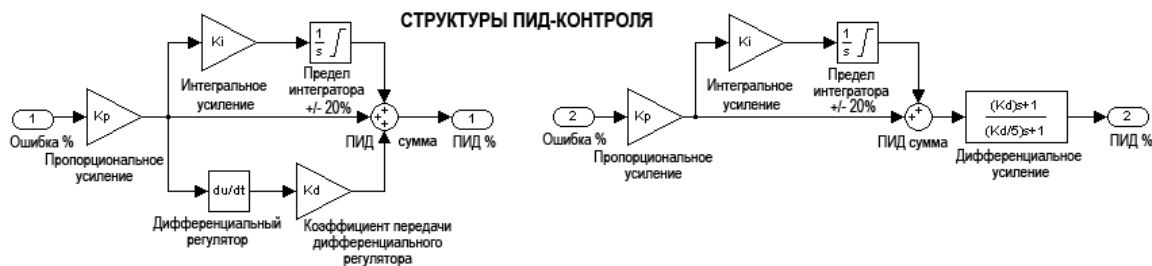 СТРУКТУРЫ ПИД-КОНТРОЛЯ
1
Ошибка %
Kp
Пропорциональное
усиление
Ki
Интегральное
усиление
1
s
Предел
интегратора
+/- 20%
du/dt
Дифференциальный
регулятор
Kd
Коэффициент передачи
дифференциального
регулятора
+
+
+
ПИД сумма
1
ПИД %
2
Ошибка %
Kp
Пропорциональное
усиление
Ki
Интегральное
усиление
1
s
Предел
интегратора
+/- 20%
+
+
ПИД сумма
(Kd)s+1
(Kd/5)s+1
Дифференциальное
усиление
2
ПИД %